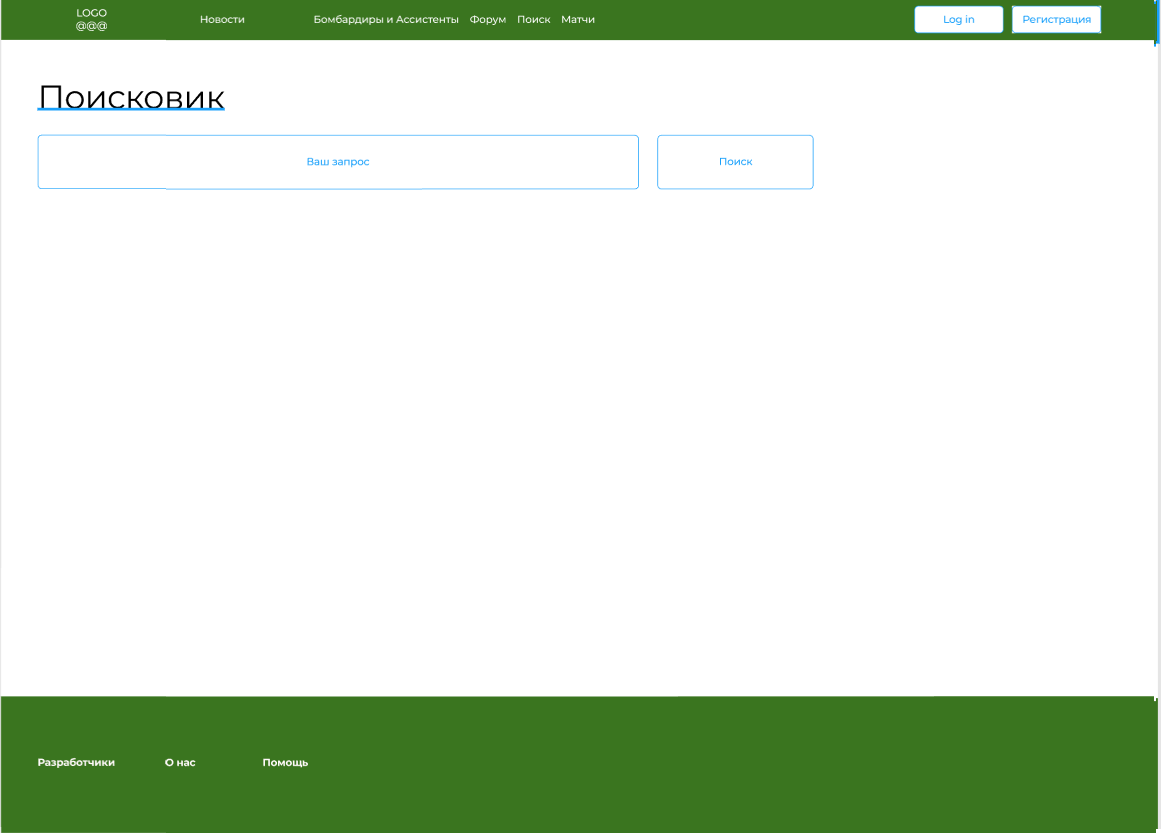 LOGO
@@@
Новости
Бомбардиры и Ассистенты
Форум
Поиск
Матчи
Log in
Регистрация
Поисковик
Ваш запрос
Поиск
Разработчики
О нас
Помощь